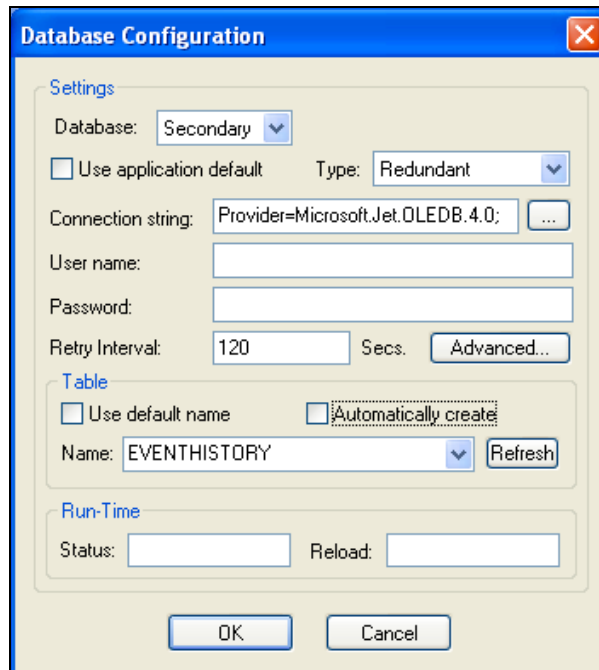 Database Configuration
Settings
Database: Secondary
Use application default Type: Redundant
Connection string: Provider=Microsoft.Jet.OLEDB.4.0; ...
User name:
Password:
Retry Interval: 120 Secs. Advanced...
Table
Use default name Automatically create
Name: EVENTHISTORY Refresh
Run-Time
Status: Reload:
OK Cancel